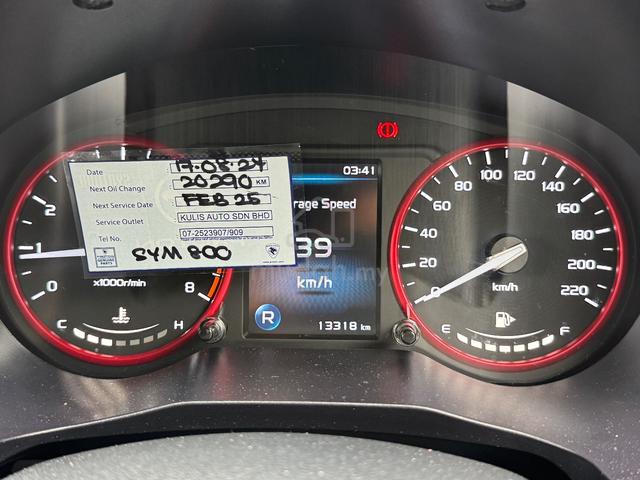 Date 17.08.24
Next Oil Change 20290 KM
Next Service Date FEB 25
Service Outlet KULIS AUTO SDN BHD
Tel No. 07-2523907/909
SYM 800
03:41
erage Speed
39
km/h
R
13318 km
0
1
8
x1000r/min
C
H
0
20
40
60
80
100
120
140
160
180
200
220
km/h
E
F
.my